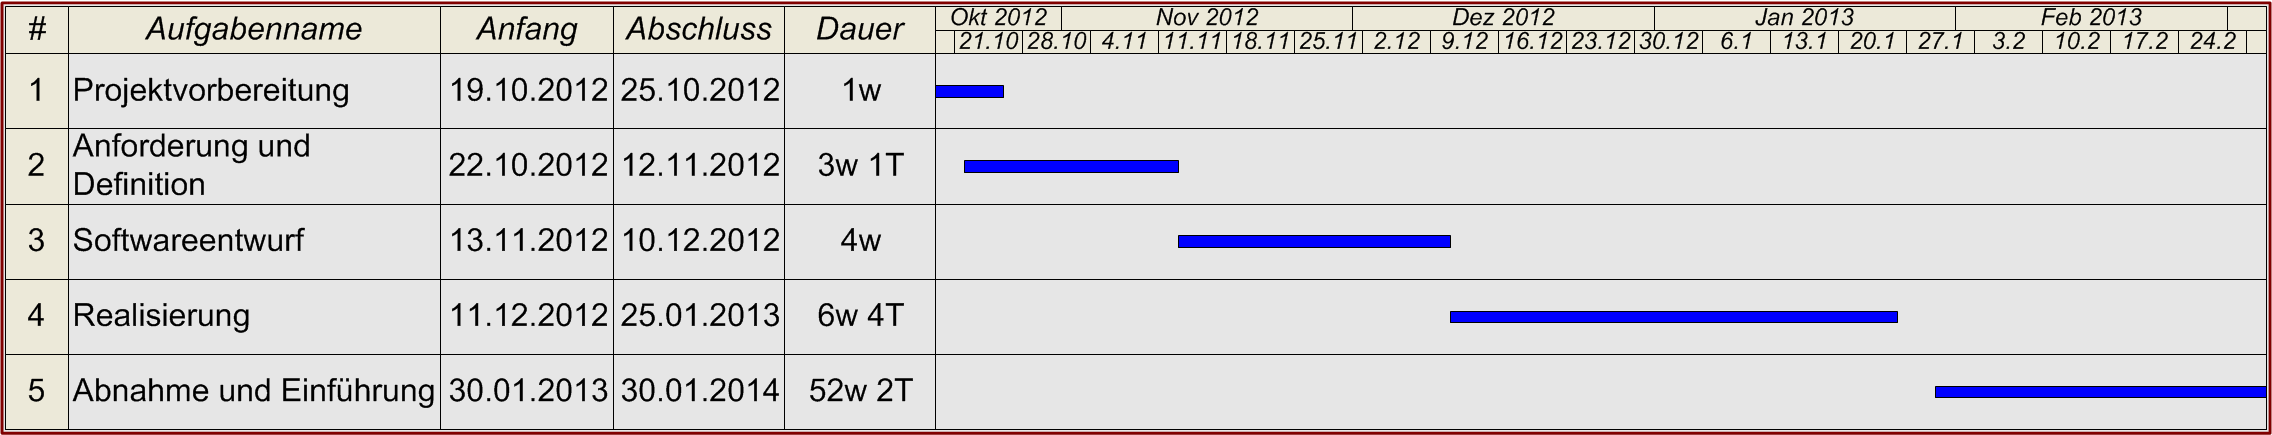 # Aufgabenname Anfang Abschluss Dauer Okt 2012 Nov 2012 Dez 2012 Jan 2013 Feb 2013
21.10 28.10 4.11 11.11 18.11 25.11 2.12 9.12 16.12 23.12 30.12 6.1 13.1 20.1 27.1 3.2 10.2 17.2 24.2
1 Projektvorbereitung 19.10.2012 25.10.2012 1w
2 Anforderung und
Definition 22.10.2012 12.11.2012 3w 1T
3 Softwareentwurf 13.11.2012 10.12.2012 4w
4 Realisierung 11.12.2012 25.01.2013 6w 4T
5 Abnahme und Einführung 30.01.2013 30.01.2014 52w 2T